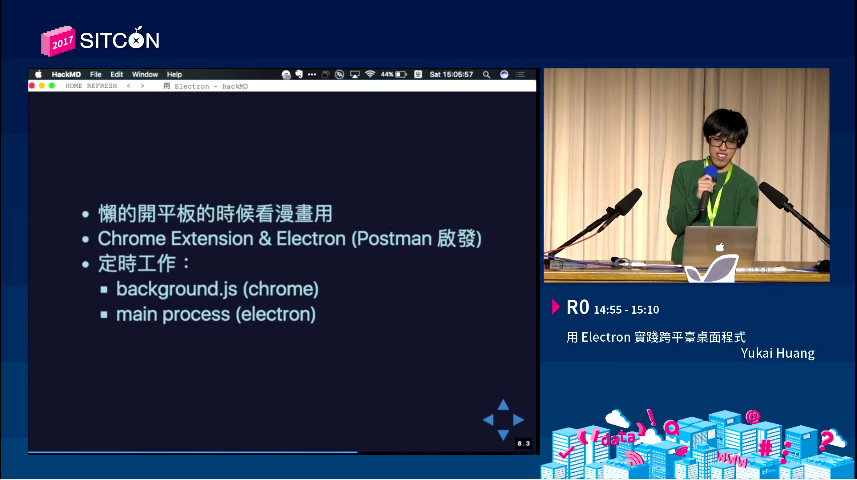 2017 SITCON
HackMD File Edit Window Help 44% Sat 15:05:57
HOME REFRESH < > 用 Electron - HackMD
懶的開平板的時候看漫畫用
Chrome Extension & Electron (Postman 啟發)
定時工作：
background.js (chrome)
main process (electron)
8.3
R0 14:55 - 15:10
用 Electron 實踐跨平臺桌面程式
Yukai Huang
data
@
www
#
?